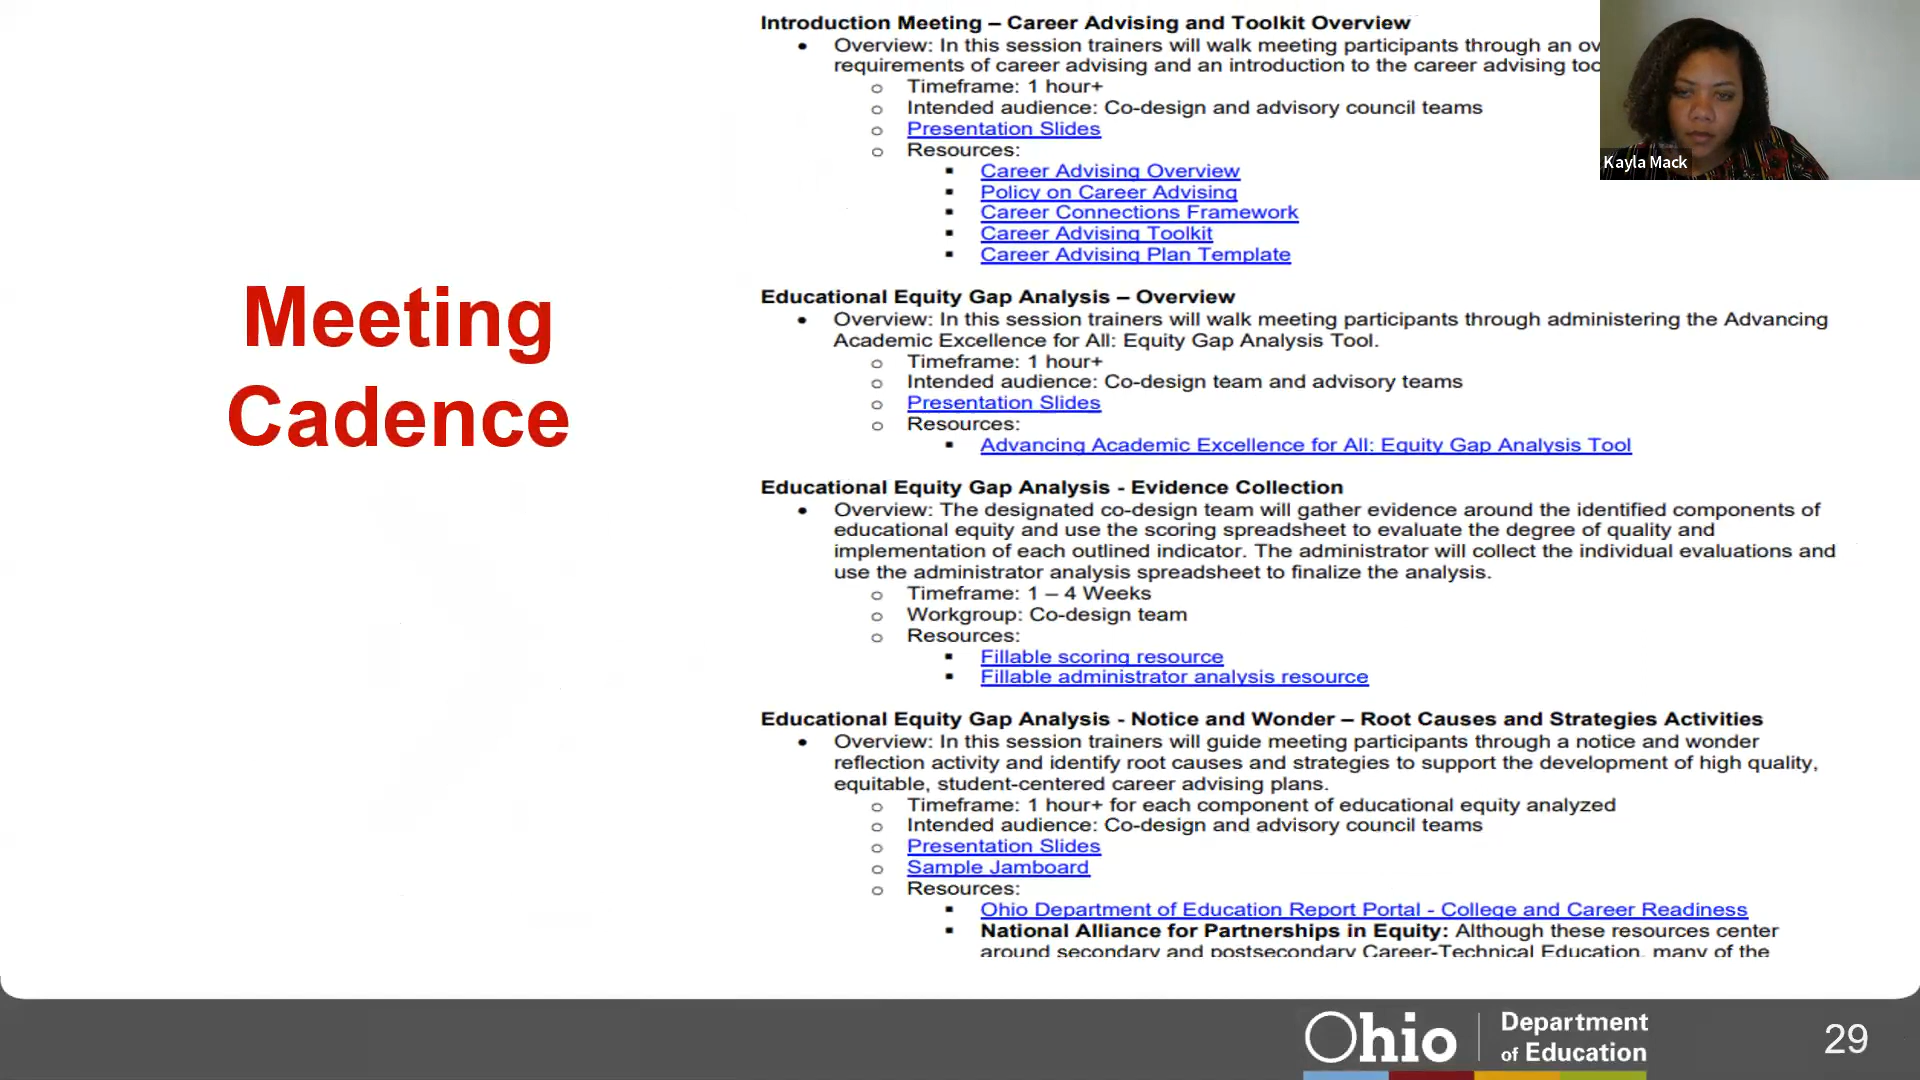 Meeting
Cadence
Introduction Meeting – Career Advising and Toolkit Overview
• Overview: In this session trainers will walk meeting participants through an
requirements of career advising and an introduction to the career advising
o Timeframe: 1 hour+
o Intended audience: Co-design and advisory council teams
o Presentation Slides
o Resources:
▪ Career Advising Overview
▪ Policy on Career Advising
▪ Career Connections Framework
▪ Career Advising Toolkit
▪ Career Advising Plan Template
Educational Equity Gap Analysis – Overview
• Overview: In this session trainers will walk meeting participants through administering the Advancing
Academic Excellence for All: Equity Gap Analysis Tool.
o Timeframe: 1 hour+
o Intended audience: Co-design team and advisory teams
o Presentation Slides
o Resources:
▪ Advancing Academic Excellence for All: Equity Gap Analysis Tool
Educational Equity Gap Analysis - Evidence Collection
• Overview: The designated co-design team will gather evidence around the identified components of
educational equity and use the scoring spreadsheet to evaluate the degree of quality and
implementation of each outlined indicator. The administrator will collect the individual evaluations and
use the administrator analysis spreadsheet to finalize the analysis.
o Timeframe: 1 – 4 Weeks
o Workgroup: Co-design team
o Resources:
▪ Fillable scoring resource
▪ Fillable administrator analysis resource
Educational Equity Gap Analysis - Notice and Wonder – Root Causes and Strategies Activities
• Overview: In this session trainers will guide meeting participants through a notice and wonder
reflection activity and identify root causes and strategies to support the development of high quality,
equitable, student-centered career advising plans.
o Timeframe: 1 hour+ for each component of educational equity analyzed
o Intended audience: Co-design and advisory council teams
o Presentation Slides
o Sample Jamboard
o Resources:
▪ Ohio Department of Education Report Portal - College and Career Readiness
▪ National Alliance for Partnerships in Equity: Although these resources center
around secondary and postsecondary Career-Technical Education, many of the
Kayla Mack
Ohio
Department
of Education
29